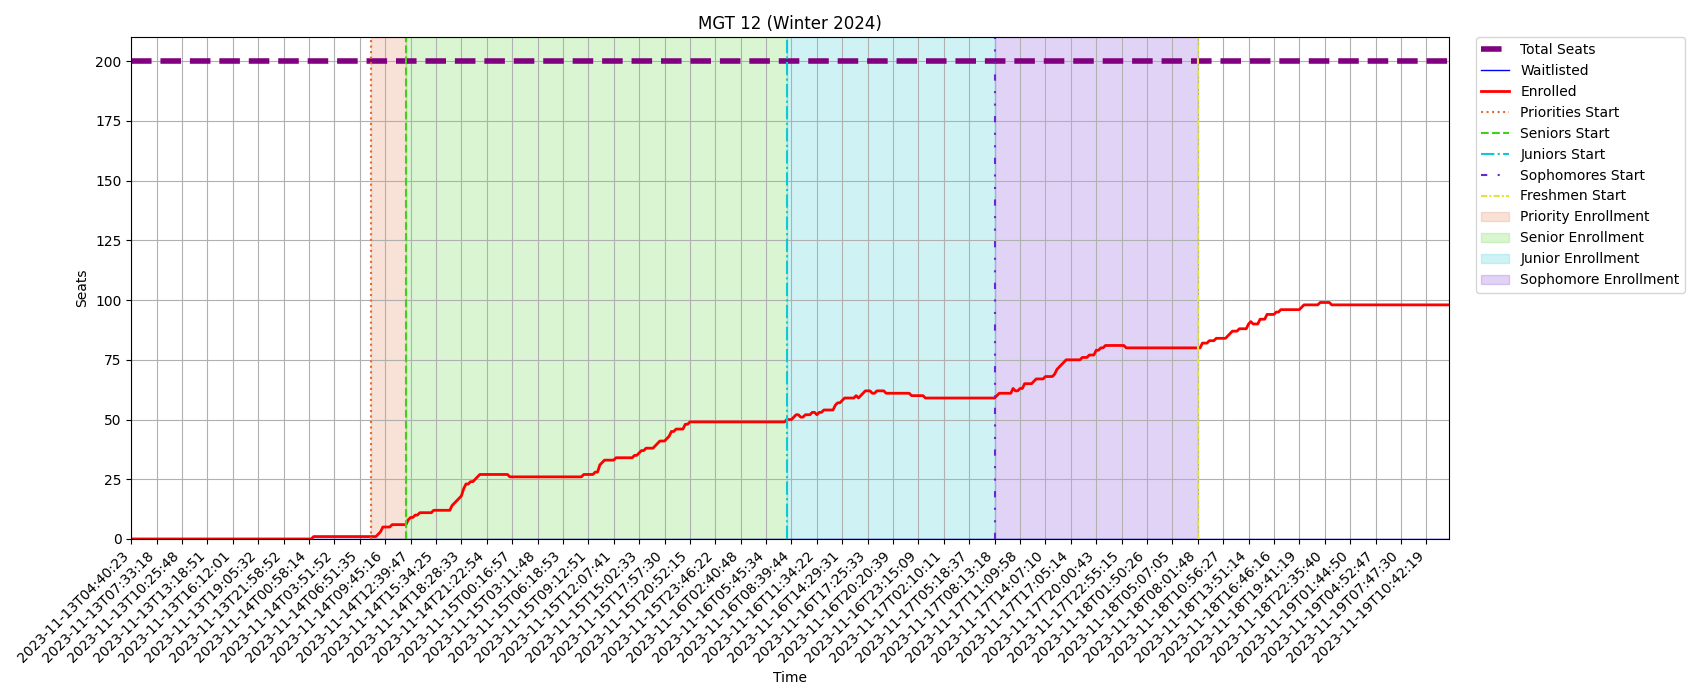 MGT 12 (Winter 2024)
Total Seats
Waitlisted
Enrolled
Priorities Start
Seniors Start
Juniors Start
Sophomores Start
Freshmen Start
Priority Enrollment
Senior Enrollment
Junior Enrollment
Sophomore Enrollment
Seats
200
175
150
125
100
75
50
25
0
2023-11-13T04:40:23
2023-11-13T07:33:18
2023-11-13T10:25:48
2023-11-13T13:18:51
2023-11-13T16:12:01
2023-11-13T19:05:32
2023-11-13T21:58:52
2023-11-14T00:58:14
2023-11-14T03:51:52
2023-11-14T06:51:35
2023-11-14T09:45:16
2023-11-14T12:39:47
2023-11-14T15:34:25
2023-11-14T18:28:33
2023-11-14T21:22:54
2023-11-15T00:16:57
2023-11-15T03:11:48
2023-11-15T06:18:53
2023-11-15T09:12:51
2023-11-15T12:07:41
2023-11-15T15:02:33
2023-11-15T17:57:30
2023-11-15T20:52:15
2023-11-15T23:46:22
2023-11-16T02:40:48
2023-11-16T05:45:34
2023-11-16T08:39:44
2023-11-16T11:34:22
2023-11-16T14:29:31
2023-11-16T17:25:33
2023-11-16T20:20:39
2023-11-16T23:15:09
2023-11-17T02:10:11
2023-11-17T05:18:37
2023-11-17T08:13:18
2023-11-17T11:09:58
2023-11-17T14:07:10
2023-11-17T17:05:14
2023-11-17T20:00:43
2023-11-17T22:55:15
2023-11-18T01:50:26
2023-11-18T05:07:05
2023-11-18T08:01:48
2023-11-18T10:56:27
2023-11-18T13:51:14
2023-11-18T16:46:16
2023-11-18T19:41:19
2023-11-18T22:35:40
2023-11-19T01:44:50
2023-11-19T04:52:47
2023-11-19T07:47:30
2023-11-19T10:42:19
Time